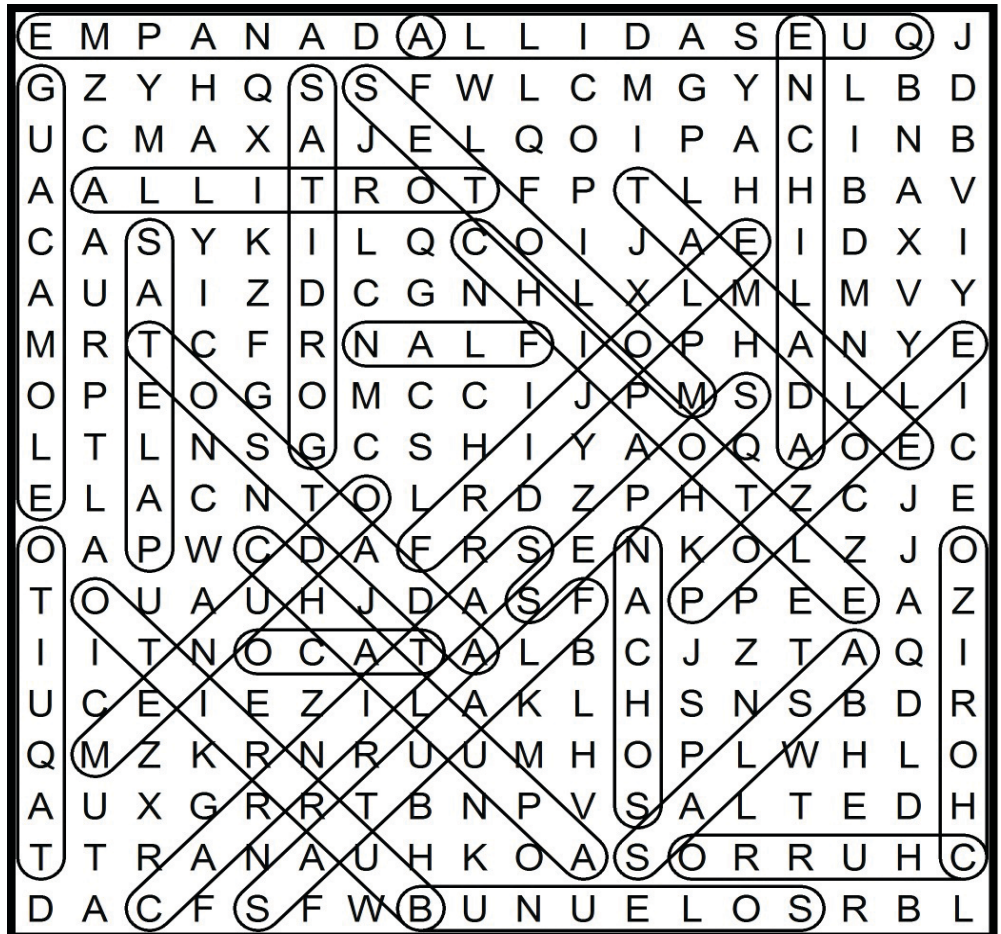 E M P A N A D A L L I D A S E U Q J
G Z Y H Q S S F W L C M G Y N L B D
U C M A X A J E L Q O I P A C I N B
A A L L I T R O T F P T L H H B A V
C A S Y K I L Q C O I J A E I D X I
A U A I Z D C G N H L X L M L M V Y
M R T C F R N A L F I O P H A N Y E
O P E O G O M C C I J P M S D L L I
L T L N S G C S H I Y A O Q A O E C
E L A C N T O L R D Z P H T Z C J E
O A P W C D A F R S E N K O L Z J O
T O U A U H J D A S F A P P E E A Z
I I T N O C A T A L B C J Z T A Q I
U C E I E Z I L A K L H S N S B D R
Q M Z K R N R U U M H O P L W H L O
A U X G R R T B N P V S A L T E D H
T T R A N A U H K O A S O R R U H C
D A C F S F W B U N U E L O S R B L